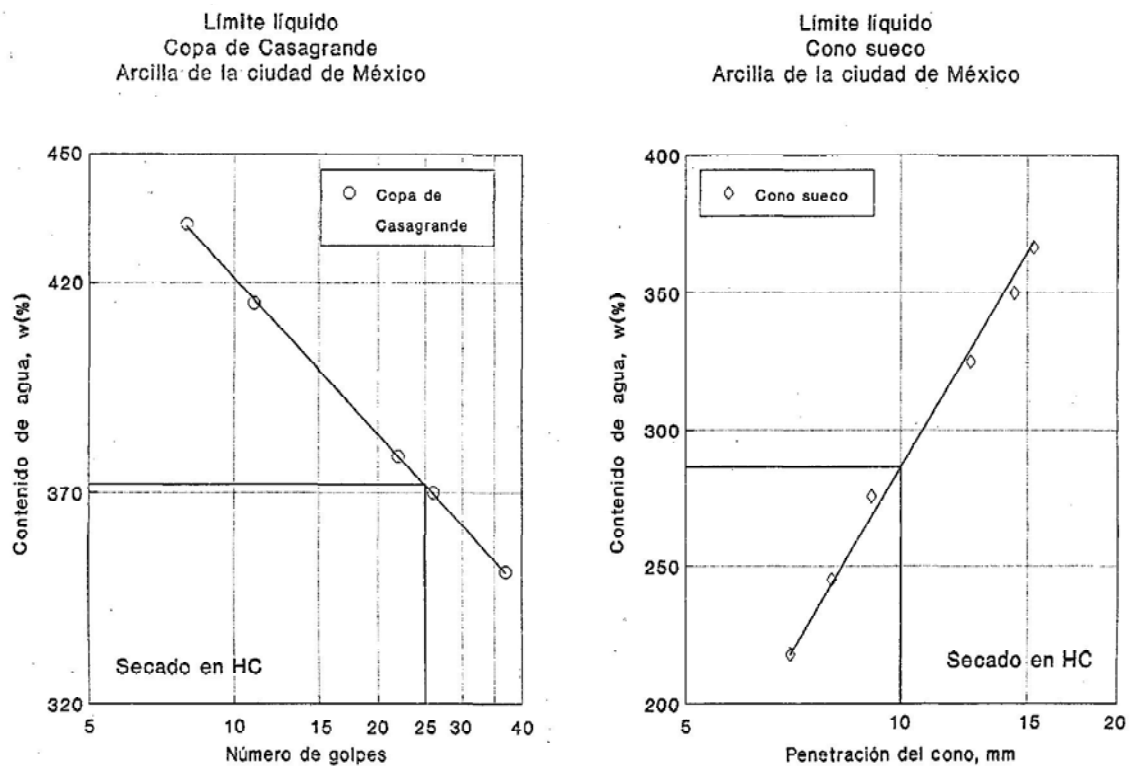 Límite líquido
Copa de Casagrande
Arcilla de la ciudad de México
450
420
370
320
Contenido de agua, w(%)
Copa de
Casagrande
Secado en HC
5 10 15 20 25 30 40
Número de golpes
Límite líquido
Cono sueco
Arcilla de la ciudad de México
400
350
300
250
200
Contenido de agua, w(%)
Cono sueco
Secado en HC
5 10 15 20
Penetración del cono, mm